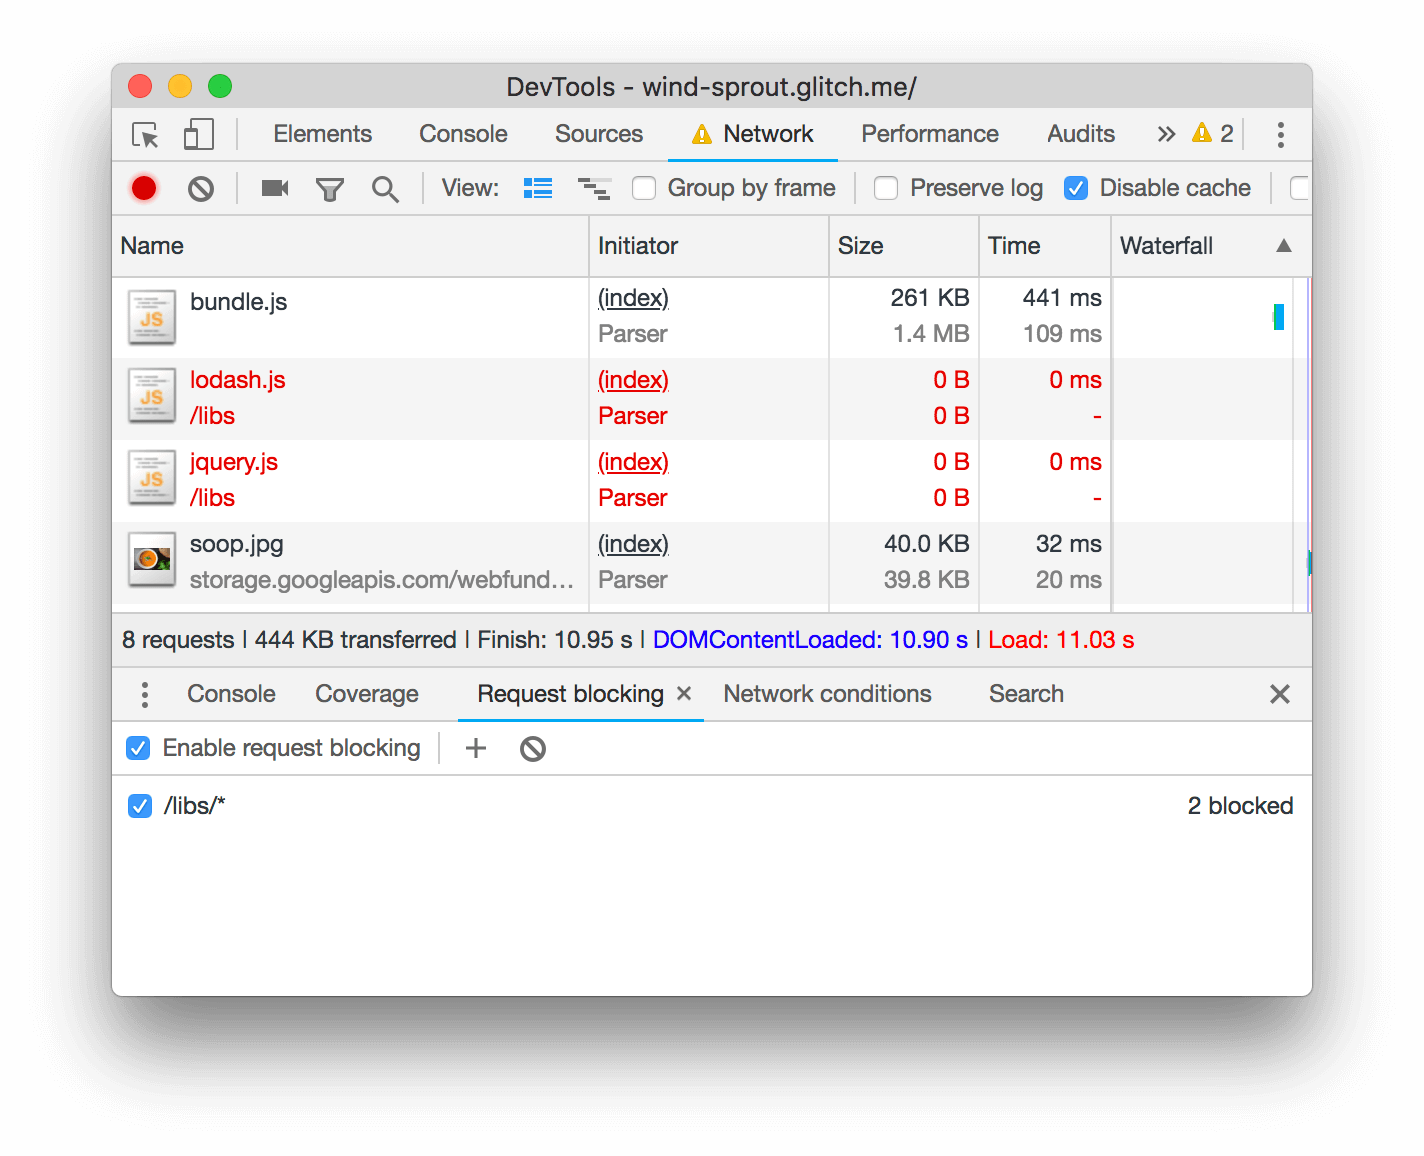 DevTools - wind-sprout.glitch.me/
Elements Console Sources Network Performance Audits » 2
View: Group by frame Preserve log Disable cache
Name Initiator Size Time Waterfall
bundle.js (index) 261 KB 441 ms
Parser 1.4 MB 109 ms
JS
lodash.js (index) 0 B 0 ms
JS
/libs Parser 0 B -
jquery.js (index) 0 B 0 ms
JS
/libs Parser 0 B -
soop.jpg (index) 40.0 KB 32 ms
storage.googleapis.com/webfund... Parser 39.8 KB 20 ms
8 requests | 444 KB transferred | Finish: 10.95 s | DOMContentLoaded: 10.90 s | Load: 11.03 s
Console Coverage Request blocking × Network conditions Search ×
Enable request blocking +
/libs/* 2 blocked